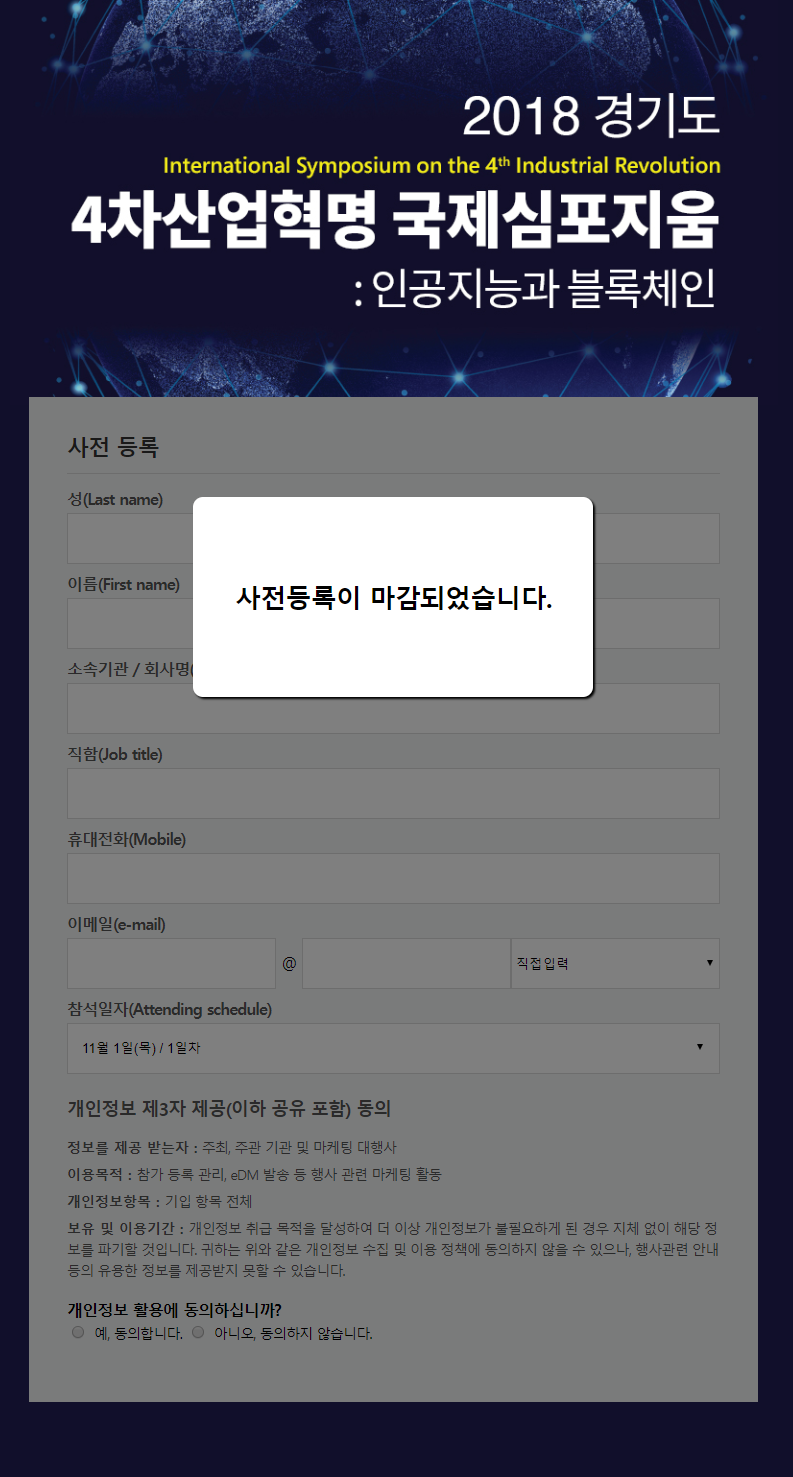 2018 경기도
International Symposium on the 4th Industrial Revolution
4차산업혁명 국제심포지움
: 인공지능과 블록체인
사전 등록
성(Last name)
사전등록이 마감되었습니다.
이름(First name)
소속기관 / 회사명(
직함(Job title)
휴대전화(Mobile)
이메일(e-mail)
@ 직접입력
참석일자(Attending schedule)
11월 1일(목) / 1일차
개인정보 제3자 제공(이하 공유 포함) 동의
정보를 제공 받는자 : 주최, 주관 기관 및 마케팅 대행사
이용목적 : 참가 등록 관리, eDM 발송 등 행사 관련 마케팅 활동
개인정보항목 : 기입 항목 전체
보유 및 이용기간 : 개인정보 취급 목적을 달성하여 더 이상 개인정보가 불필요하게 된 경우 지체 없이 해당 정
보를 파기할 것입니다. 귀하는 위와 같은 개인정보 수집 및 이용 정책에 동의하지 않을 수 있으나, 행사관련 안내
등의 유용한 정보를 제공받지 못할 수 있습니다.
개인정보 활용에 동의하십니까?
예, 동의합니다. 아니오, 동의하지 않습니다.